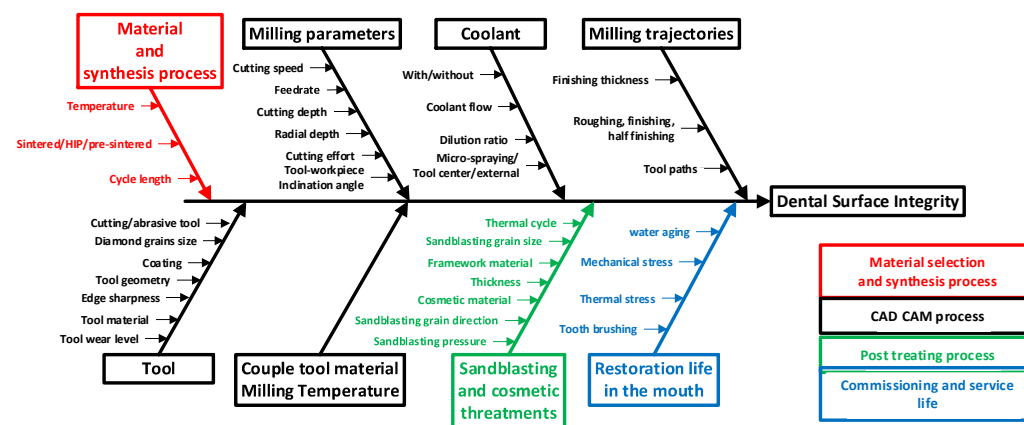 Material
and
synthesis process
Milling parameters
Coolant
Milling trajectories
Temperature
Sintered/HIP/pre-sintered
Cycle length
Cutting speed
Feedrate
Cutting depth
Radial depth
Cutting effort
Tool-workpiece
Inclination angle
With/without
Coolant flow
Dilution ratio
Micro-spraying/
Tool center/external
Finishing thickness
Roughing, finishing,
half finishing
Tool paths
Dental Surface Integrity
Cutting/abrasive tool
Diamond grains size
Coating
Tool geometry
Edge sharpness
Tool material
Tool wear level
Tool
Couple tool material
Milling Temperature
Thermal cycle
Sandblasting grain size
Framework material
Thickness
Cosmetic material
Sandblasting grain direction
Sandblasting pressure
Sandblasting
and cosmetic
threatments
water aging
Mechanical stress
Thermal stress
Tooth brushing
Restoration life
in the mouth
Material selection
and synthesis process
CAD CAM process
Post treating process
Commissioning and service
life